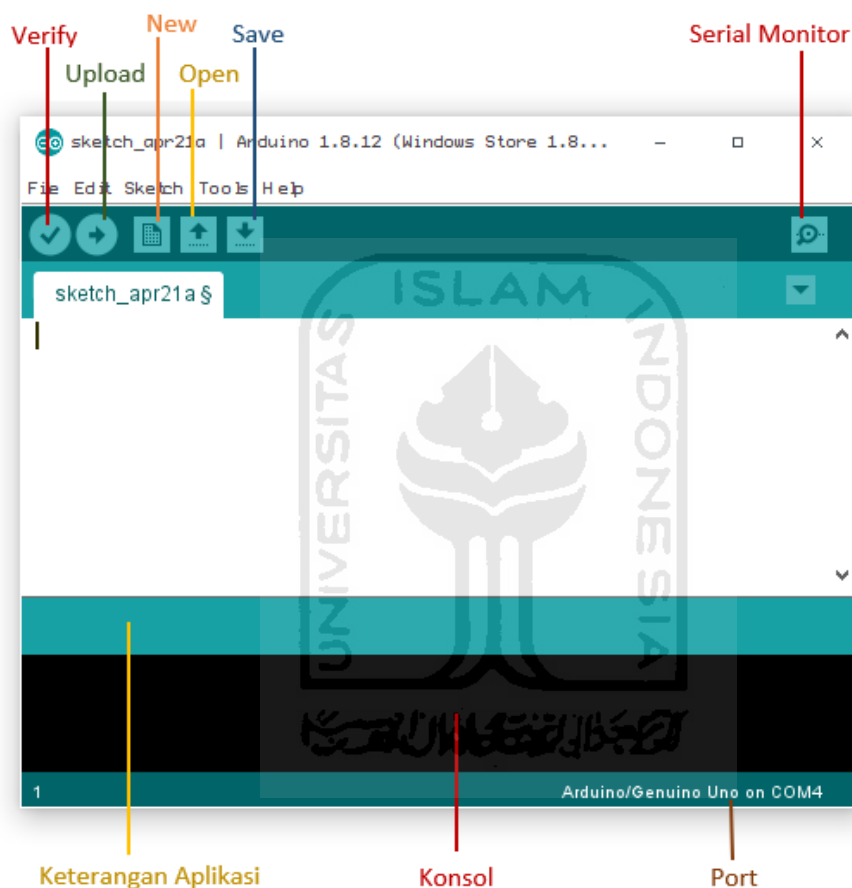 New
Verify
Save
Serial Monitor
Upload
Open
sketch_apr21a | Arduino 1.8.12 (Windows Store 1.8...
File Edit Sketch Tools Help
sketch_apr21a §
ISLAM
UNIVERSITAS
INDONESIA
1
Arduino/Genuino Uno on COM4
Keterangan Aplikasi
Konsol
Port